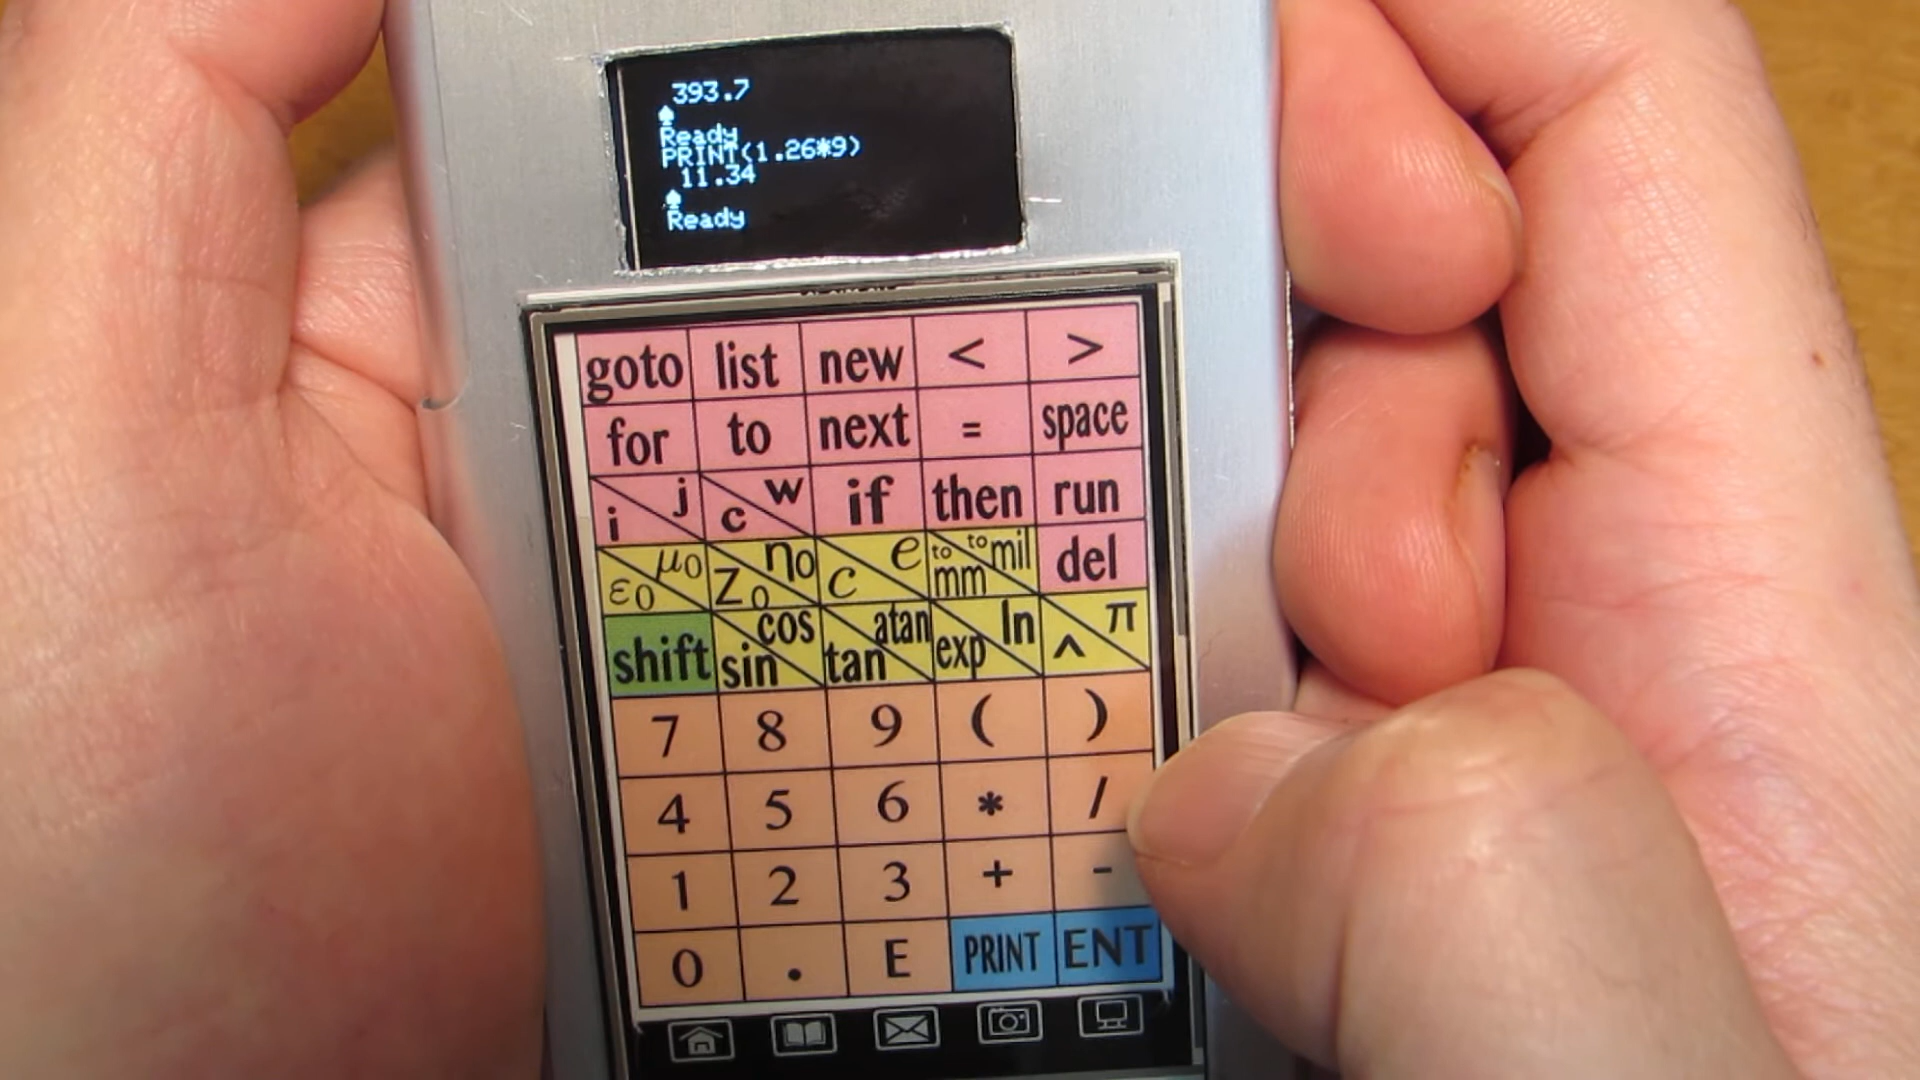 393.7
Ready
PRINT(1.26*9)
11.34
Ready
goto list new < >
for to next = space
i j c w if then run
ε0 μ0 Z0 η0 c e to mm to mil del
shift sin cos tan atan exp ln ^ π
7 8 9 ( )
4 5 6 * /
1 2 3 + -
0 . E PRINT ENT